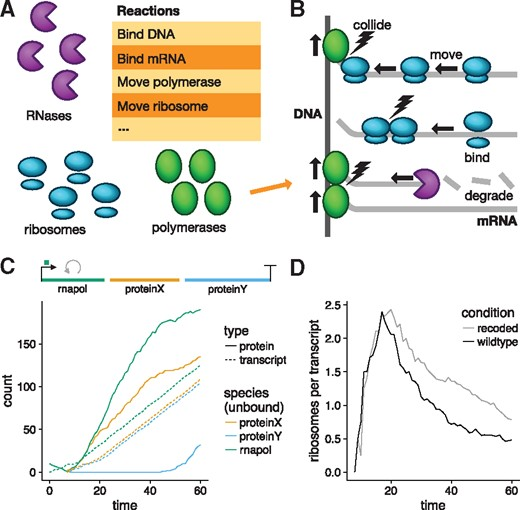 A
Reactions
Bind DNA
Bind mRNA
Move polymerase
Move ribosome
...
RNases
ribosomes
polymerases
B
collide
move
DNA
bind
degrade
mRNA
C
rnapol
proteinX
proteinY
count
200
150
100
50
0
0
20
40
60
time
type
protein
transcript
species
(unbound)
proteinX
proteinY
rnapol
D
ribosomes per transcript
2.5
2.0
1.5
1.0
0.5
0.0
20
40
60
time
condition
recoded
wildtype